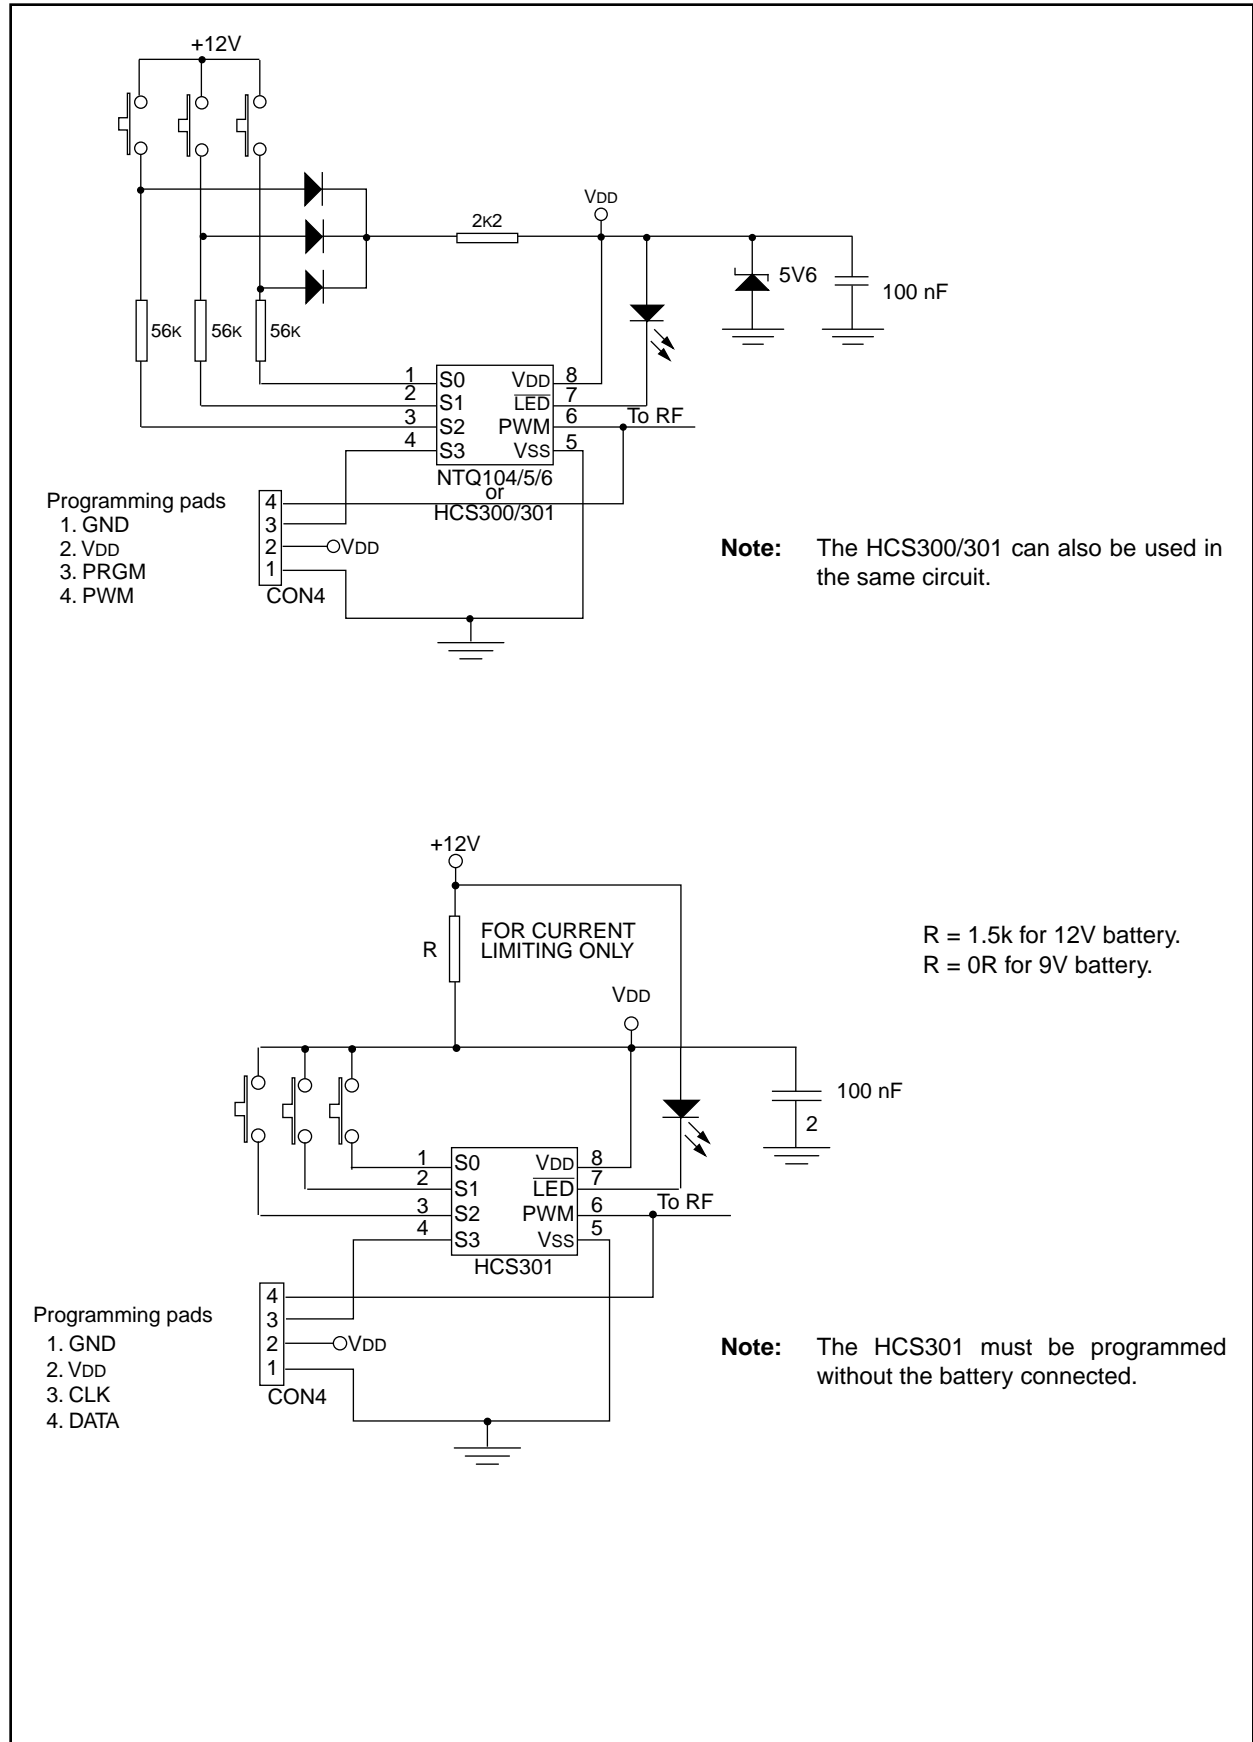 +12V
VDD
2K2
5V6
100 nF
56K 56K 56K
1 S0 VDD 8
2 S1 LED 7
3 S2 PWM 6 To RF
4 S3 VSS 5
NTQ104/5/6
or
HCS300/301
Programming pads
1. GND
2. VDD
3. PRGM
4. PWM
4
3
2 VDD
1
CON4
Note: The HCS300/301 can also be used in
the same circuit.
+12V
R
FOR CURRENT
LIMITING ONLY
R = 1.5k for 12V battery.
R = 0R for 9V battery.
VDD
100 nF
2
1 S0 VDD 8
2 S1 LED 7
3 S2 PWM 6 To RF
4 S3 VSS 5
HCS301
Programming pads
1. GND
2. VDD
3. CLK
4. DATA
4
3
2 VDD
1
CON4
Note: The HCS301 must be programmed
without the battery connected.